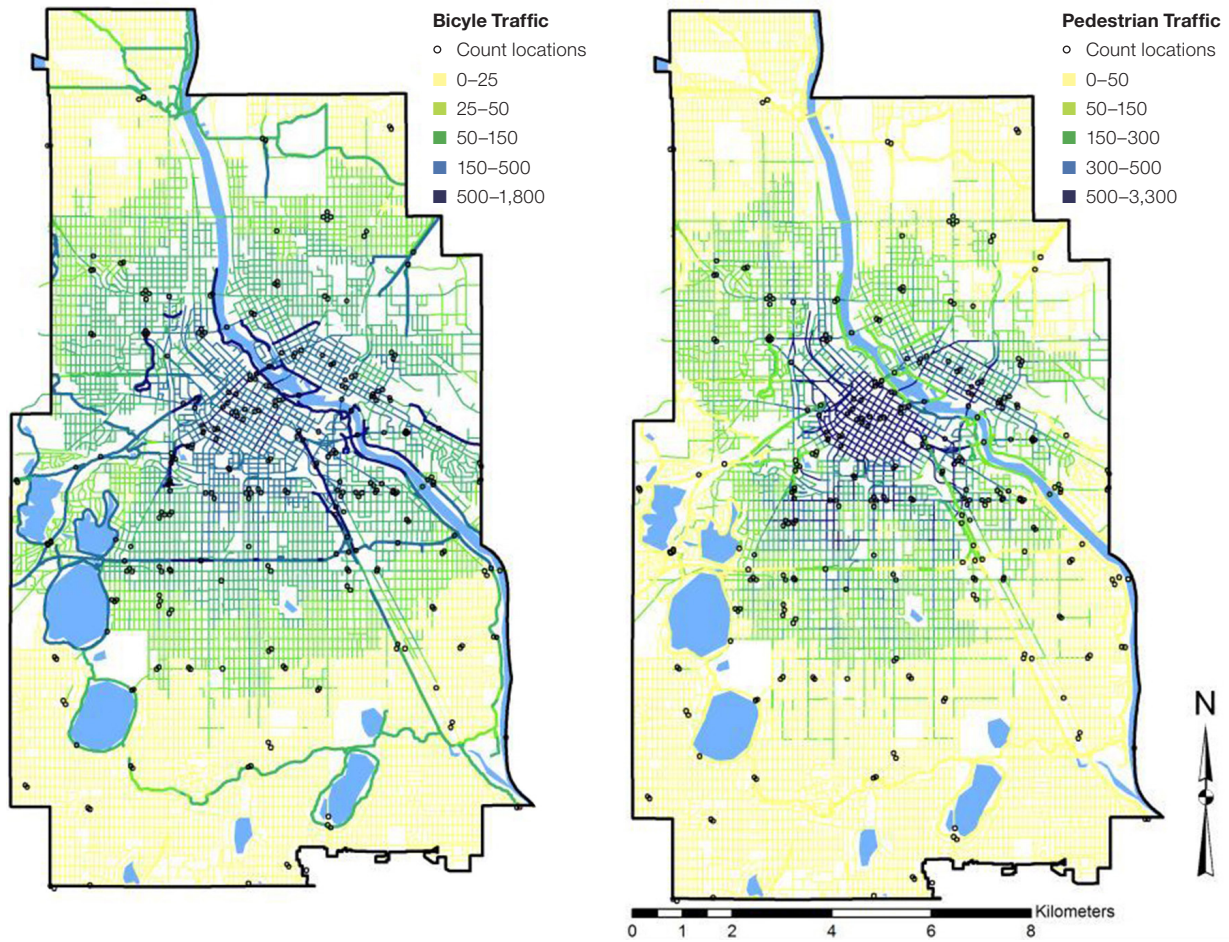 Bicyle Traffic
Count locations
0–25
25–50
50–150
150–500
500–1,800
Pedestrian Traffic
Count locations
0–50
50–150
150–300
300–500
500–3,300
N
Kilometers
0 1 2 4 6 8